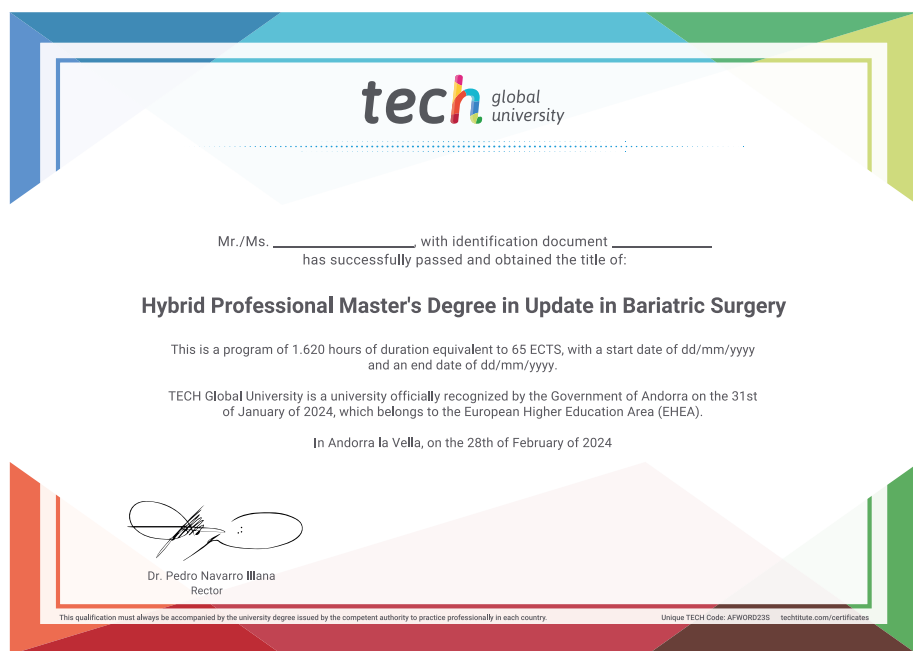 tech global university
Mr./Ms. ____________, with identification document ____________
has successfully passed and obtained the title of:
Hybrid Professional Master's Degree in Update in Bariatric Surgery
This is a program of 1.620 hours of duration equivalent to 65 ECTS, with a start date of dd/mm/yyyy
and an end date of dd/mm/yyyy.
TECH Global University is a university officially recognized by the Government of Andorra on the 31st
of January of 2024, which belongs to the European Higher Education Area (EHEA).
In Andorra la Vella, on the 28th of February of 2024
Dr. Pedro Navarro Illana
Rector
This qualification must always be accompanied by the university degree issued by the competent authority to practice professionally in each country.
Unique TECH Code: AFWORD23S techtitute.com/certificates